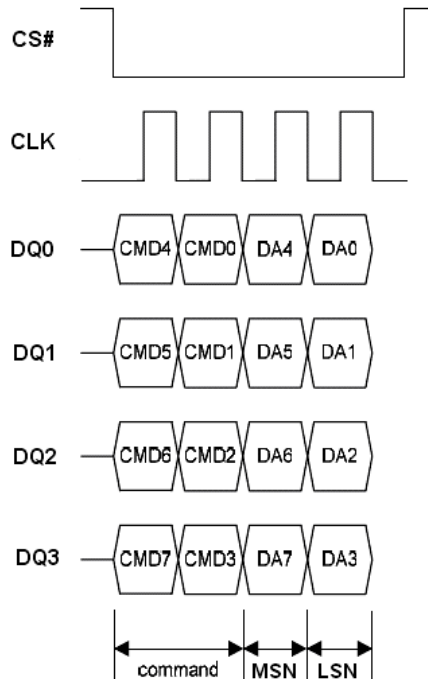 CS#
CLK
DQ0 CMD4 CMD0 DA4 DA0
DQ1 CMD5 CMD1 DA5 DA1
DQ2 CMD6 CMD2 DA6 DA2
DQ3 CMD7 CMD3 DA7 DA3
command MSN LSN